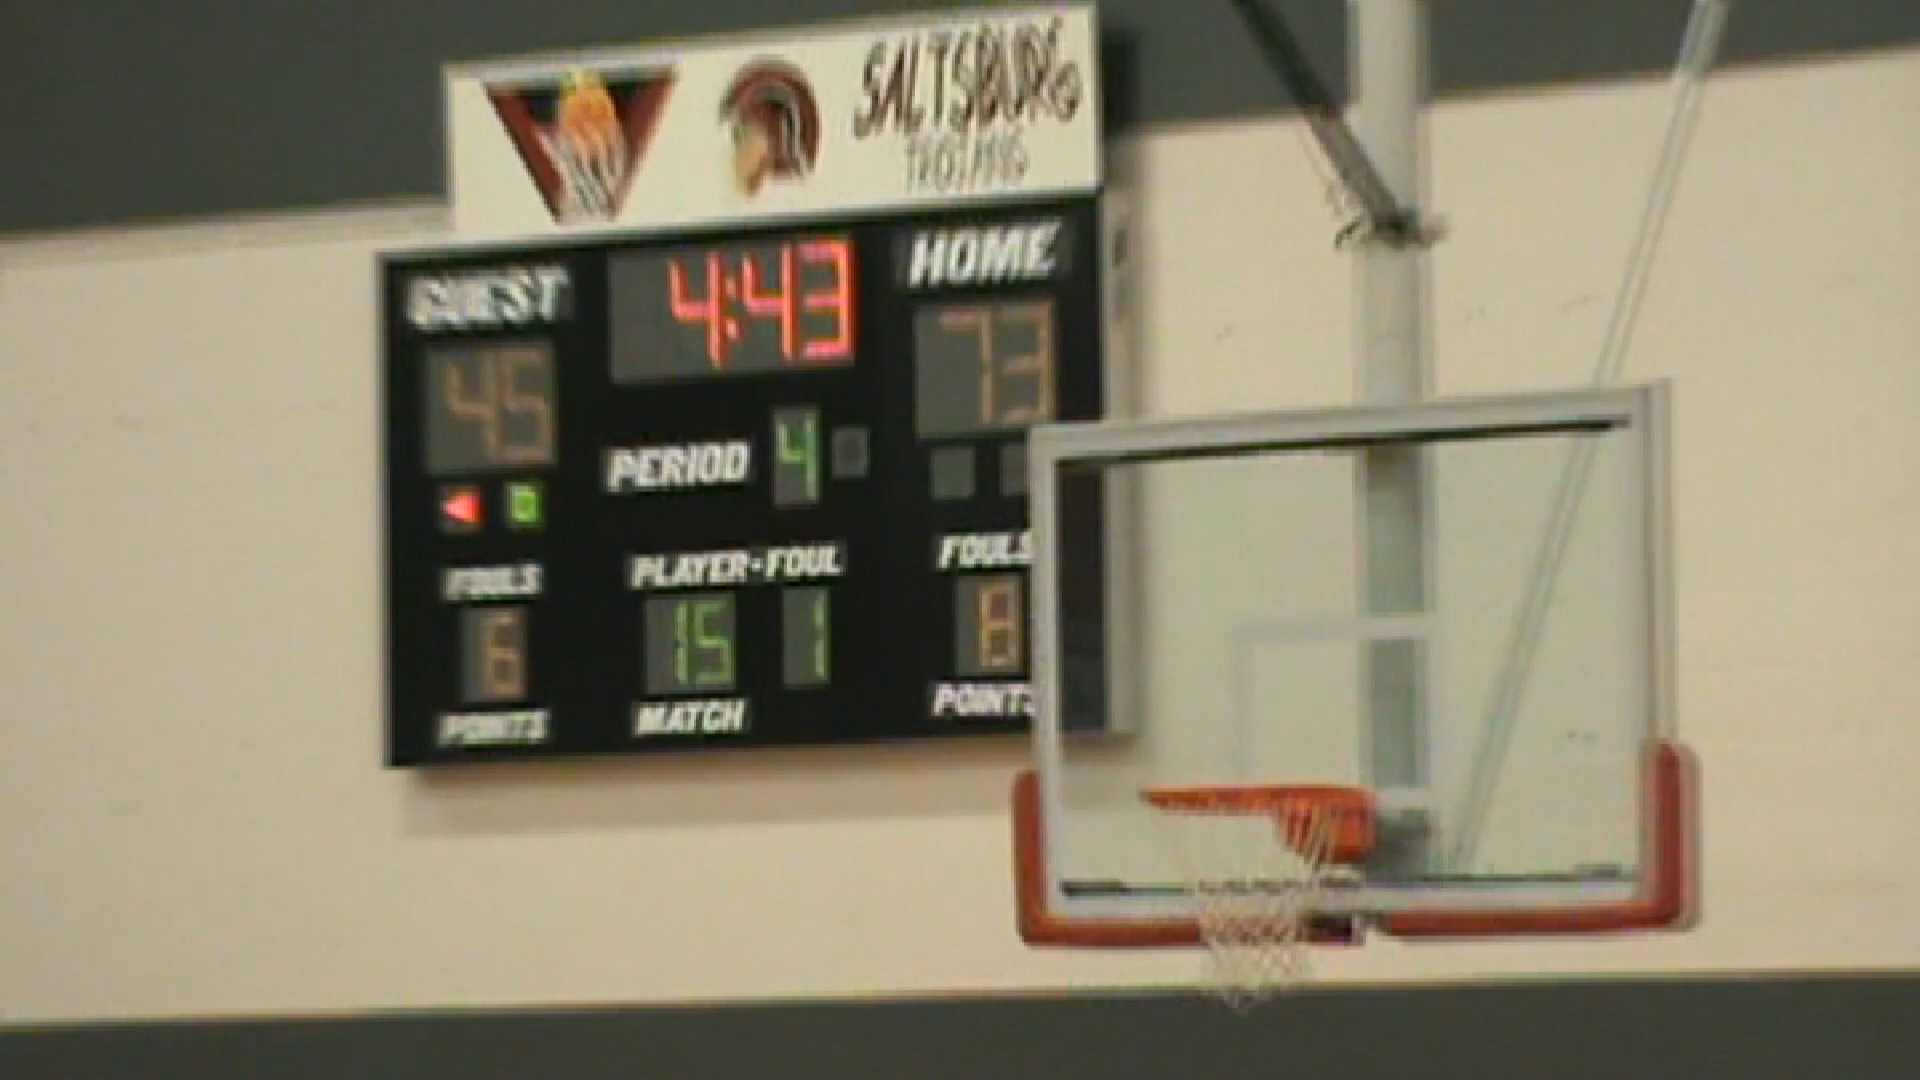 SALTSBURG
TROJANS
GUEST 4:43 HOME
45 73
PERIOD 4
FOULS PLAYER·FOUL FOULS
6 15 1 8
POINTS MATCH POINTS